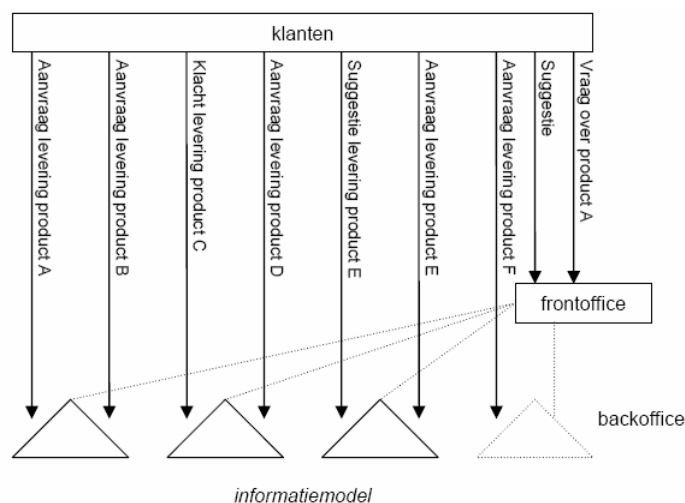 klanten
Aanvraag levering product A
Aanvraag levering product B
Klacht levering product C
Aanvraag levering product D
Suggestie levering product E
Aanvraag levering product E
Aanvraag levering product F
Suggestie
Vraag over product A
frontoffice
backoffice
informatiemodel